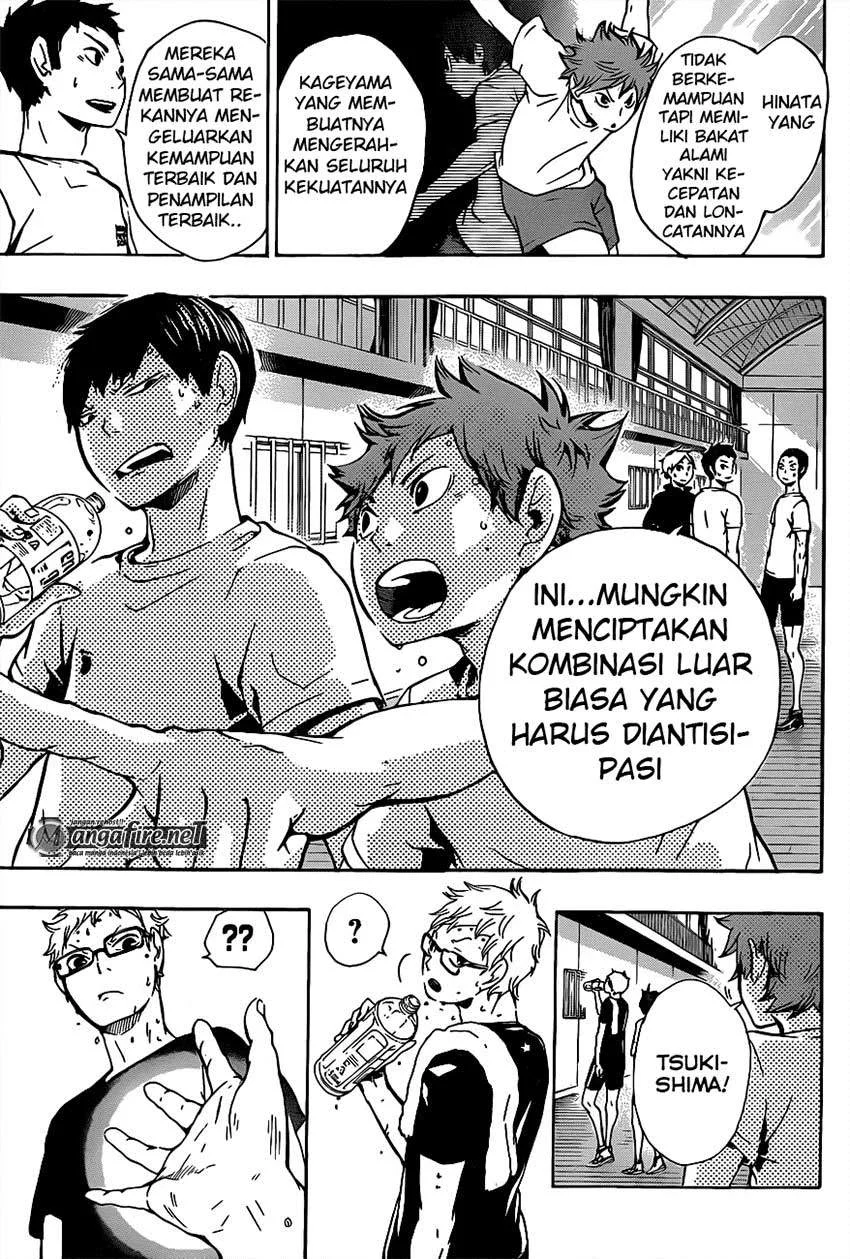 HINATA
YANG
TIDAK
BERKE-
MAMPUAN
TAPI MEMI-
LIKI BAKAT
ALAMI
YAKNI KE-
CEPATAN
DAN LON-
CATANNYA
KAGEYAMA
YANG MEM-
BUATNYA
MENGERAH-
KAN SELURUH
KEKUATANNYA
MEREKA
SAMA-SAMA
MEMBUAT RE-
KANNYA MEN-
GELUARKAN
KEMAMPUAN
TERBAIK DAN
PENAMPILAN
TERBAIK..
INI...MUNGKIN
MENCIPTAKAN
KOMBINASI LUAR
BIASA YANG
HARUS DIANTISI-
PASI
Mangafire.net
TSUKI-
SHIMA!
?
??